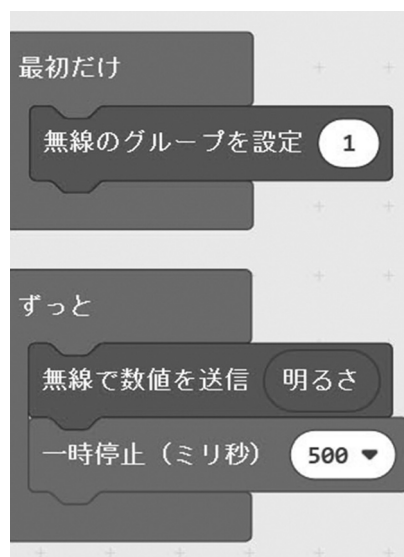 最初だけ
無線のグループを設定 1
ずっと
無線で数値を送信 明るさ
一時停止（ミリ秒） 500